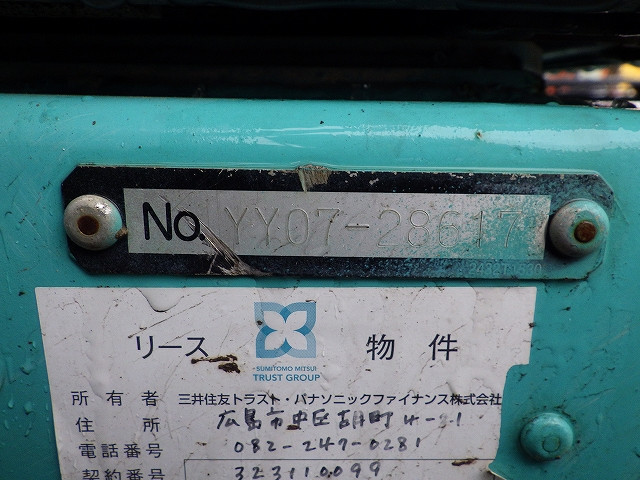 No. YY07-28617
リース 物件
SUMITOMO MITSUI
TRUST GROUP
所有者 三井住友トラスト・パナソニックファイナンス株式会社
住所 広島市中区 町4-3-1
電話番号 082-247-0281
契約番号 323110099